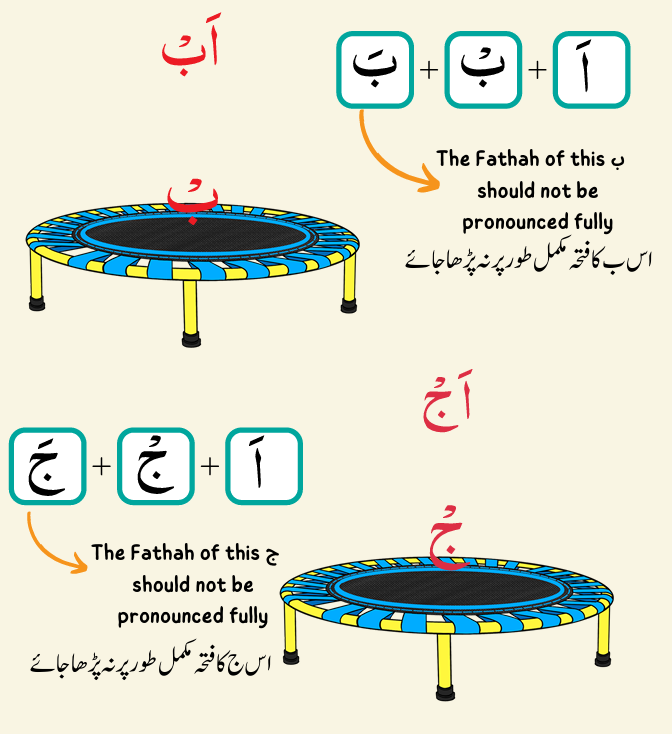 اَبْ
اَ + بْ + بَ
The Fathah of this ب
should not be
pronounced fully
اس ب کا فتحہ مکمل طور پر نہ پڑھا جائے
بْ
اَجْ
اَ + جْ + جَ
The Fathah of this ج
should not be
pronounced fully
اس ج کا فتحہ مکمل طور پر نہ پڑھا جائے
جْ